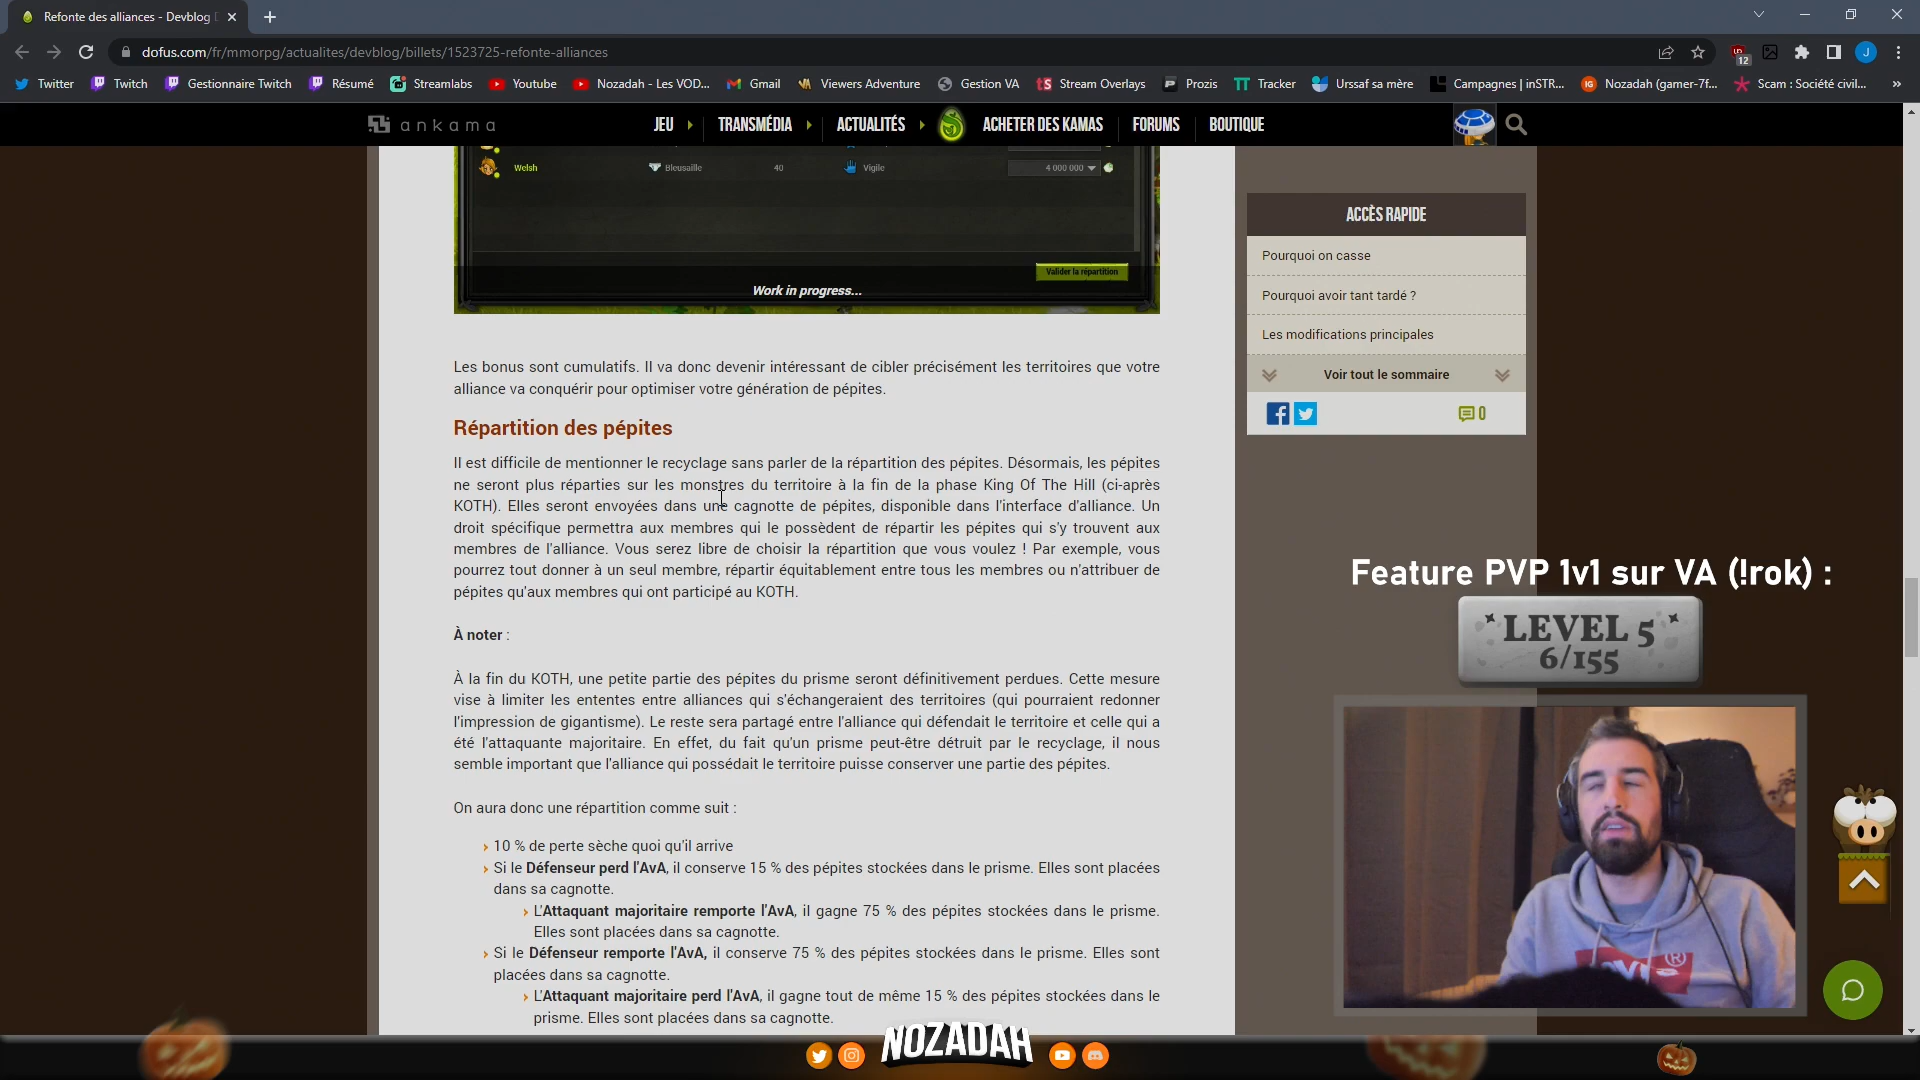 Refonte des alliances - Devblog
dofus.com/fr/mmorpg/actualites/devblog/billets/1523725-refonte-alliances
12
J
Twitter
Twitch
Gestionnaire Twitch
Résumé
Streamlabs
Youtube
Nozadah - Les VOD...
Gmail
Viewers Adventure
Gestion VA
Stream Overlays
Prozis
Tracker
Urssaf sa mère
Campagnes | inSTR...
Nozadah (gamer-7f...
Scam : Société civil...
»
ankama
JEU
TRANSMÉDIA
ACTUALITÉS
ACHETER DES KAMAS
FORUMS
BOUTIQUE
Welsh
Bleusaille
40
Vigile
4 000 000
Valider la répartition
Work in progress...
ACCÈS RAPIDE
Pourquoi on casse
Pourquoi avoir tant tardé ?
Les modifications principales
Voir tout le sommaire
0
Les bonus sont cumulatifs. Il va donc devenir intéressant de cibler précisément les territoires que votre
alliance va conquérir pour optimiser votre génération de pépites.
Répartition des pépites
Il est difficile de mentionner le recyclage sans parler de la répartition des pépites. Désormais, les pépites
ne seront plus réparties sur les monstres du territoire à la fin de la phase King Of The Hill (ci-après
KOTH). Elles seront envoyées dans une cagnotte de pépites, disponible dans l'interface d'alliance. Un
droit spécifique permettra aux membres qui le possèdent de répartir les pépites qui s'y trouvent aux
membres de l'alliance. Vous serez libre de choisir la répartition que vous voulez ! Par exemple, vous
pourrez tout donner à un seul membre, répartir équitablement entre tous les membres ou n'attribuer de
pépites qu'aux membres qui ont participé au KOTH.
À noter :
À la fin du KOTH, une petite partie des pépites du prisme seront définitivement perdues. Cette mesure
vise à limiter les ententes entre alliances qui s'échangeraient des territoires (qui pourraient redonner
l'impression de gigantisme). Le reste sera partagé entre l'alliance qui défendait le territoire et celle qui a
été l'attaquante majoritaire. En effet, du fait qu'un prisme peut-être détruit par le recyclage, il nous
semble important que l'alliance qui possédait le territoire puisse conserver une partie des pépites.
On aura donc une répartition comme suit :
10 % de perte sèche quoi qu'il arrive
Si le Défenseur perd l'AvA, il conserve 15 % des pépites stockées dans le prisme. Elles sont placées
dans sa cagnotte.
L'Attaquant majoritaire remporte l'AvA, il gagne 75 % des pépites stockées dans le prisme.
Elles sont placées dans sa cagnotte.
Si le Défenseur remporte l'AvA, il conserve 75 % des pépites stockées dans le prisme. Elles sont
placées dans sa cagnotte.
L'Attaquant majoritaire perd l'AvA, il gagne tout de même 15 % des pépites stockées dans le
prisme. Elles sont placées dans sa cagnotte.
Feature PVP 1v1 sur VA (!rok) :
LEVEL 5
6/155
NOZADAH